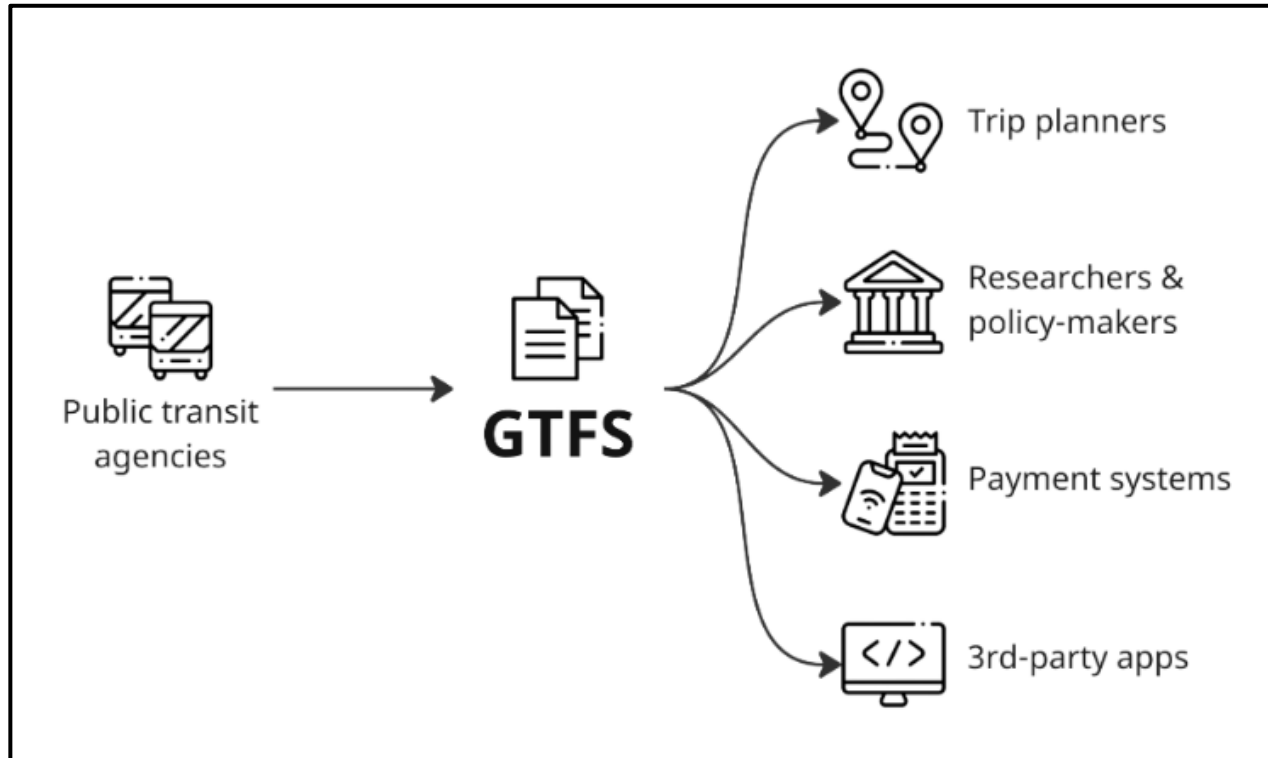 Public transit
agencies
GTFS
Trip planners
Researchers &
policy-makers
Payment systems
</>
3rd-party apps